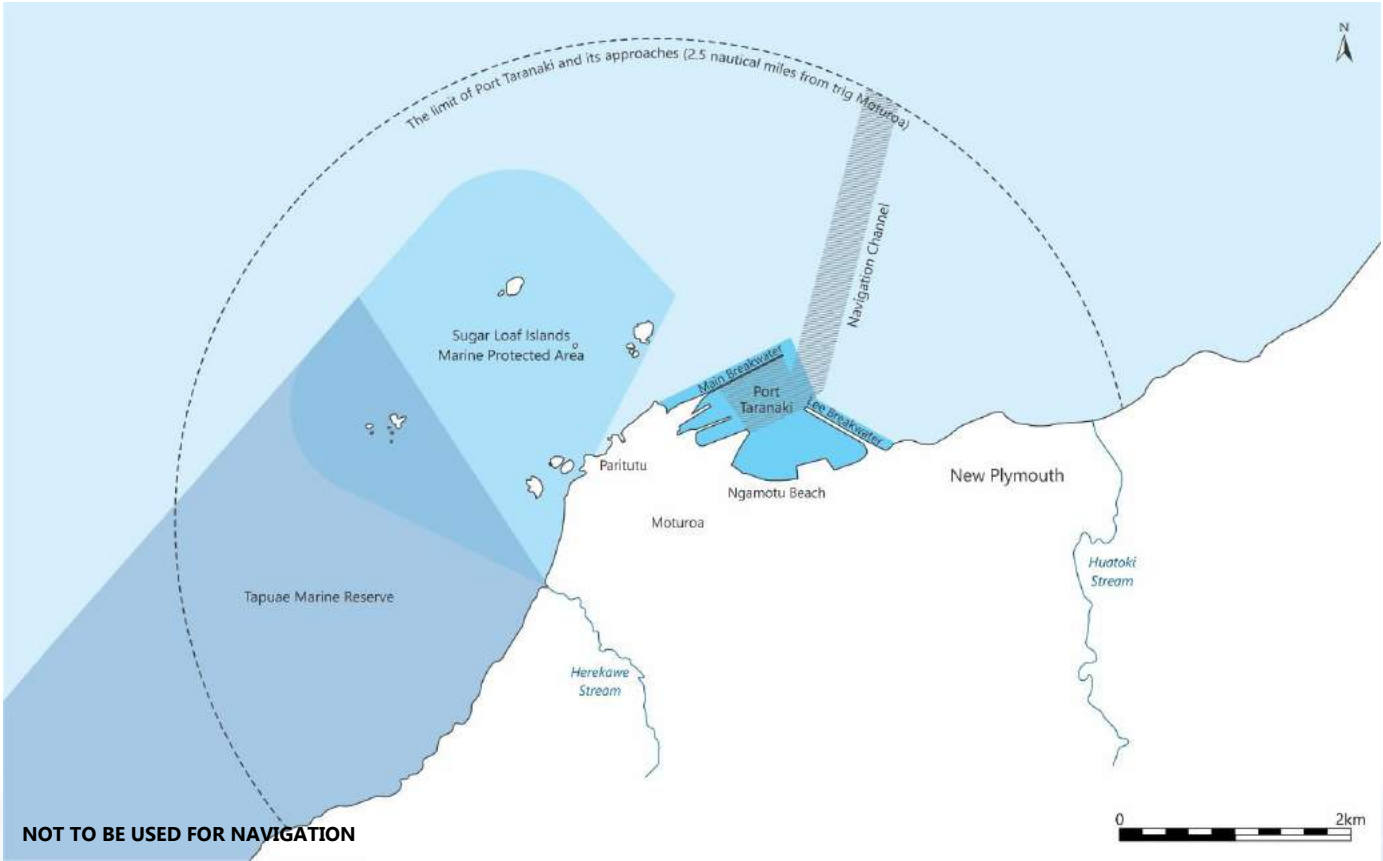 N
The limit of Port Taranaki and its approaches (2.5 nautical miles from trig Moturoa)
Navigation Channel
Sugar Loaf Islands
Marine Protected Area
Main Breakwater
Port
Taranaki
Lee Breakwater
Paritutu
Ngamotu Beach
New Plymouth
Moturoa
Huatoki
Stream
Tapuae Marine Reserve
Herekawe
Stream
0 2km
NOT TO BE USED FOR NAVIGATION